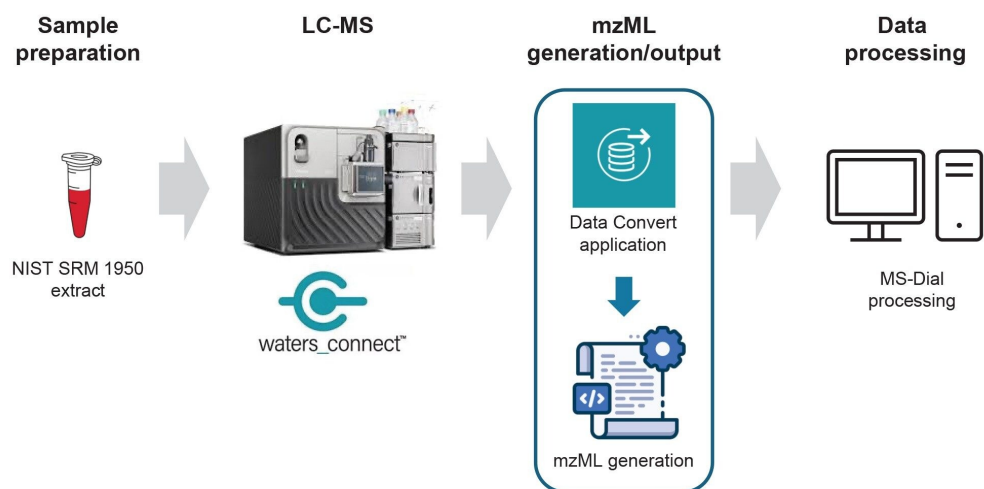 Sample
preparation
LC-MS
mzML
generation/output
Data
processing
NIST SRM 1950
extract
waters_connect™
Data Convert
application
</>
mzML generation
MS-Dial
processing